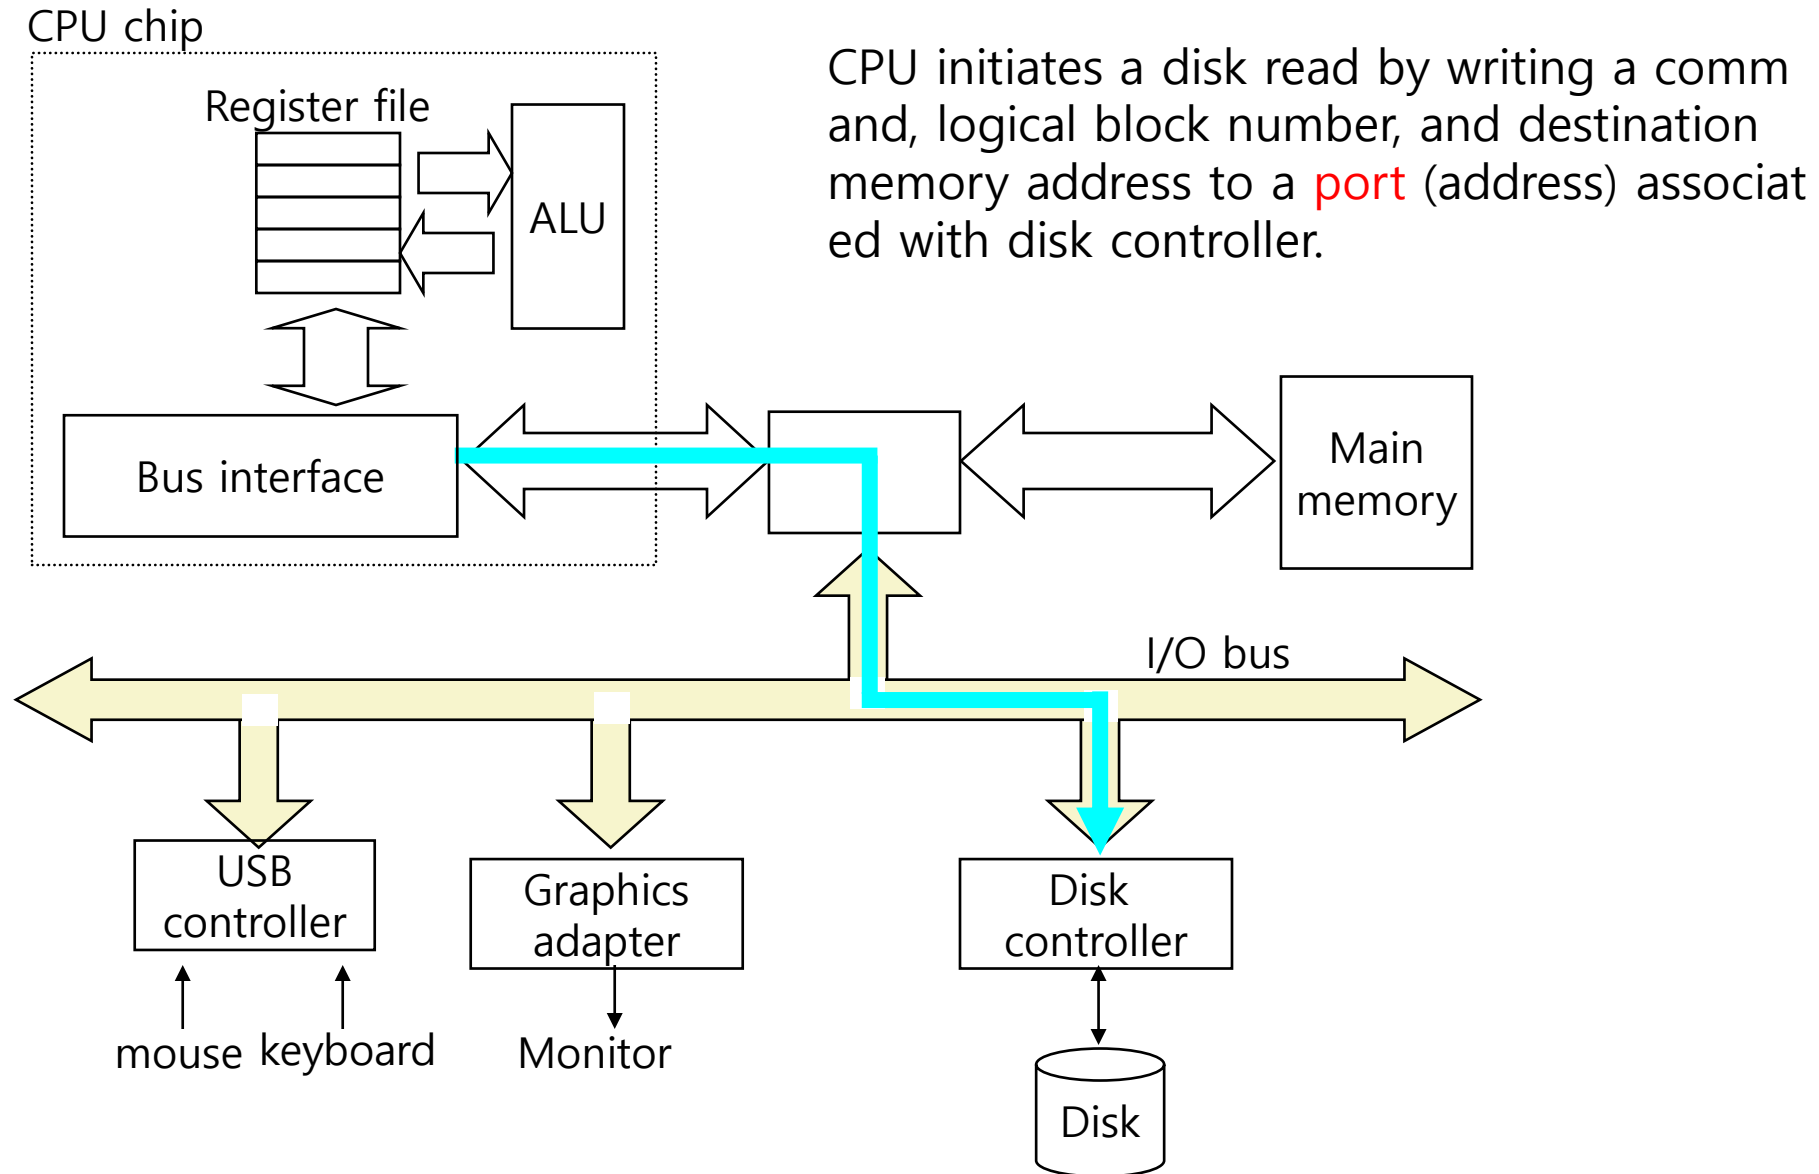 CPU chip
CPU initiates a disk read by writing a comm
and, logical block number, and destination
memory address to a port (address) associat
ed with disk controller.
Register file
ALU
Bus interface
Main
memory
I/O bus
USB
controller
Graphics
adapter
Disk
controller
mouse
keyboard
Monitor
Disk